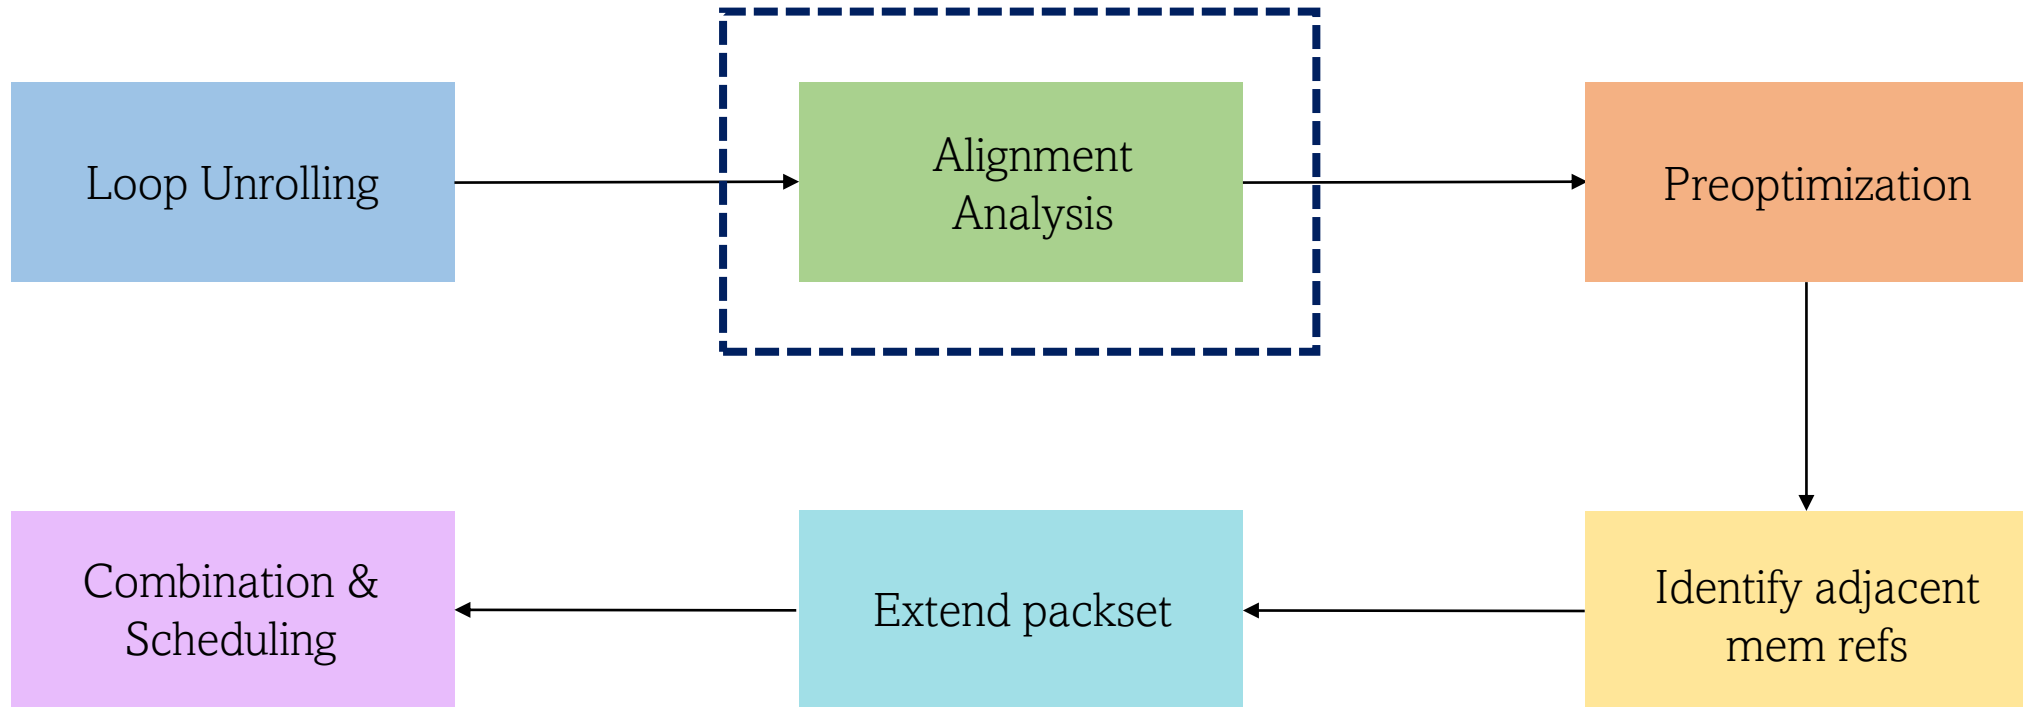 Loop Unrolling
Alignment
Analysis
Preoptimization
Identify adjacent
mem refs
Extend packset
Combination &
Scheduling